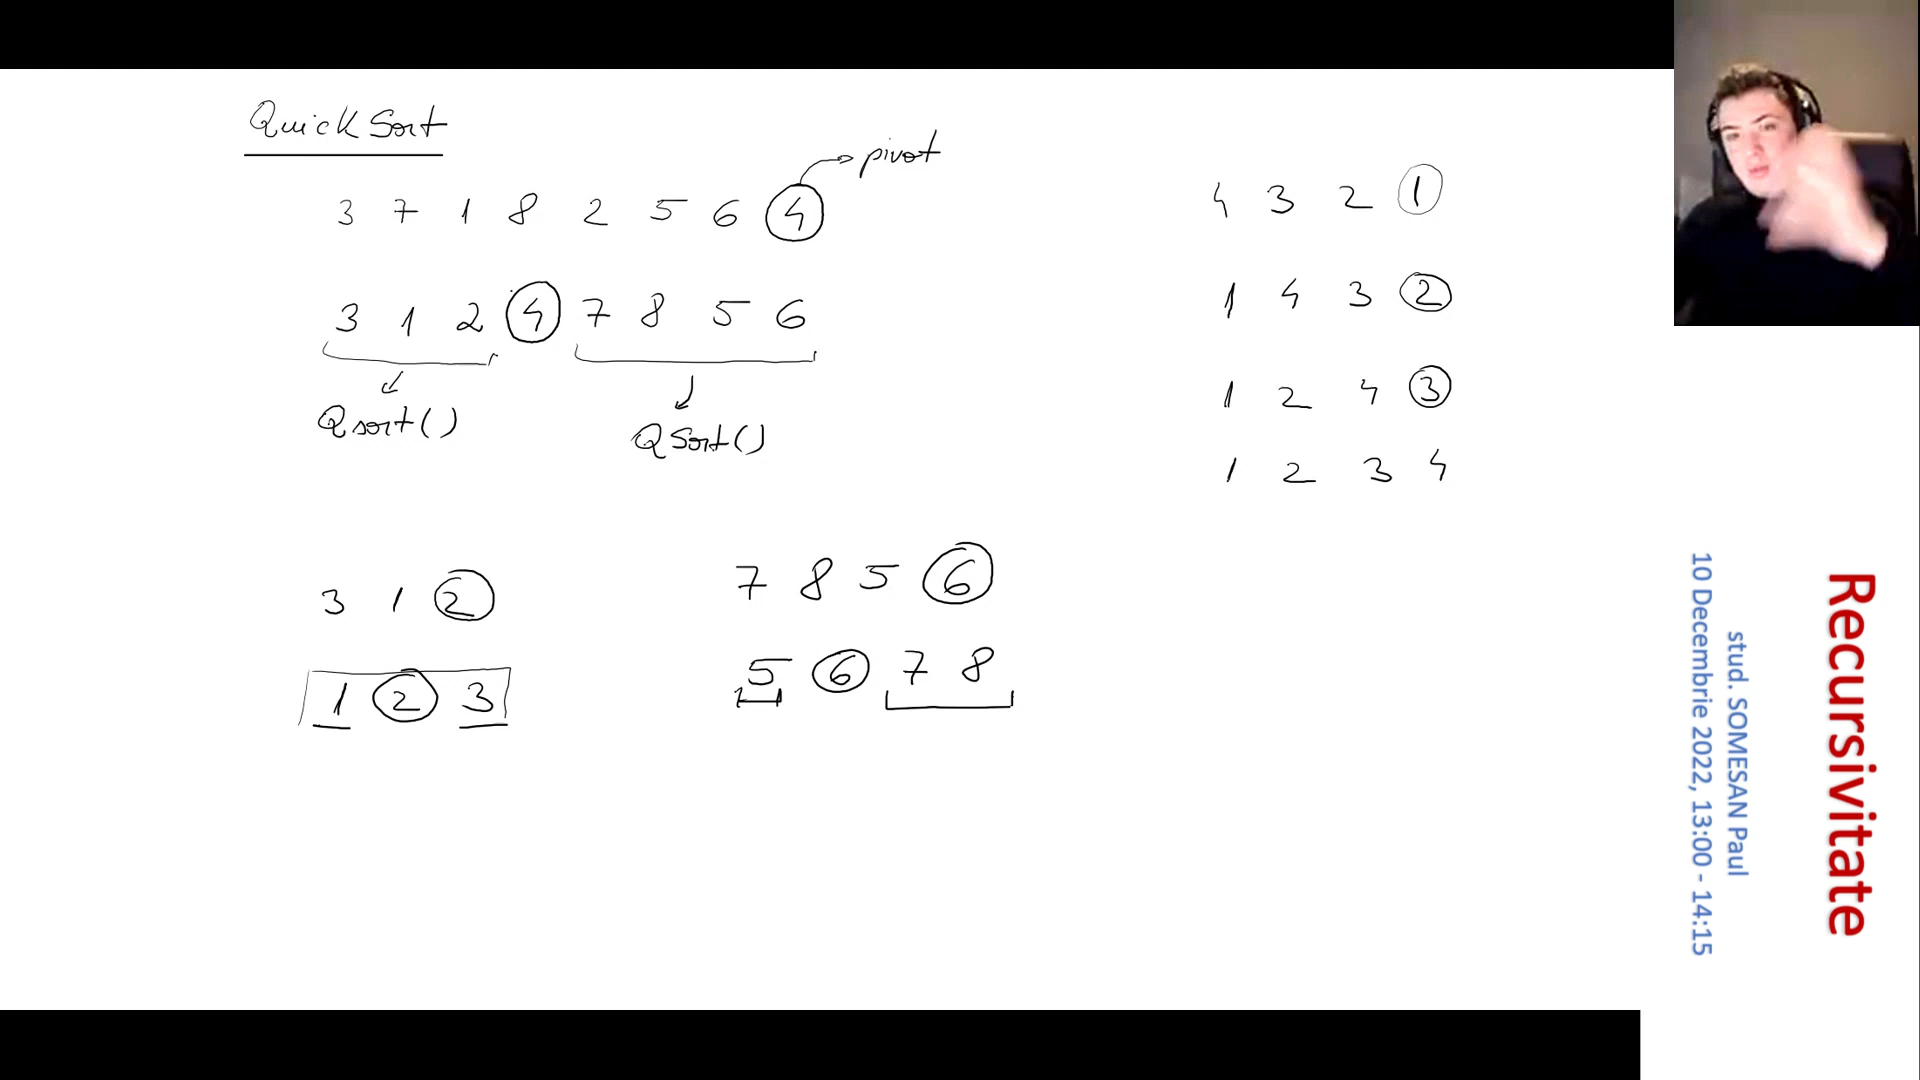 QuickSort
pivot
3 7 1 8 2 5 6 4
3 1 2 4 7 8 5 6
Qsort() QSort()
3 1 2
1 2 3
7 8 5 6
5 6 7 8
4 3 2 1
1 4 3 2
1 2 4 3
1 2 3 4
Recursivitate
stud. SOMESAN Paul
10 Decembrie 2022, 13:00 - 14:15